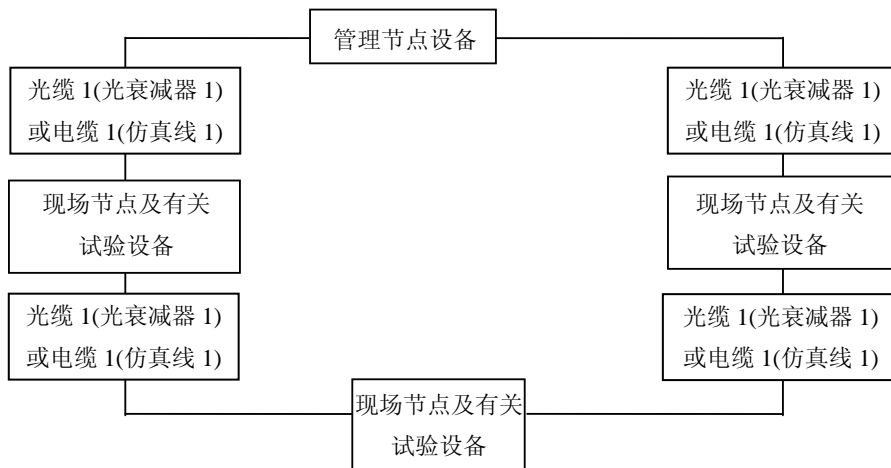 管理节点设备
光缆 1(光衰减器 1)
或电缆 1(仿真线 1)
光缆 1(光衰减器 1)
或电缆 1(仿真线 1)
现场节点及有关
试验设备
现场节点及有关
试验设备
光缆 1(光衰减器 1)
或电缆 1(仿真线 1)
光缆 1(光衰减器 1)
或电缆 1(仿真线 1)
现场节点及有关
试验设备